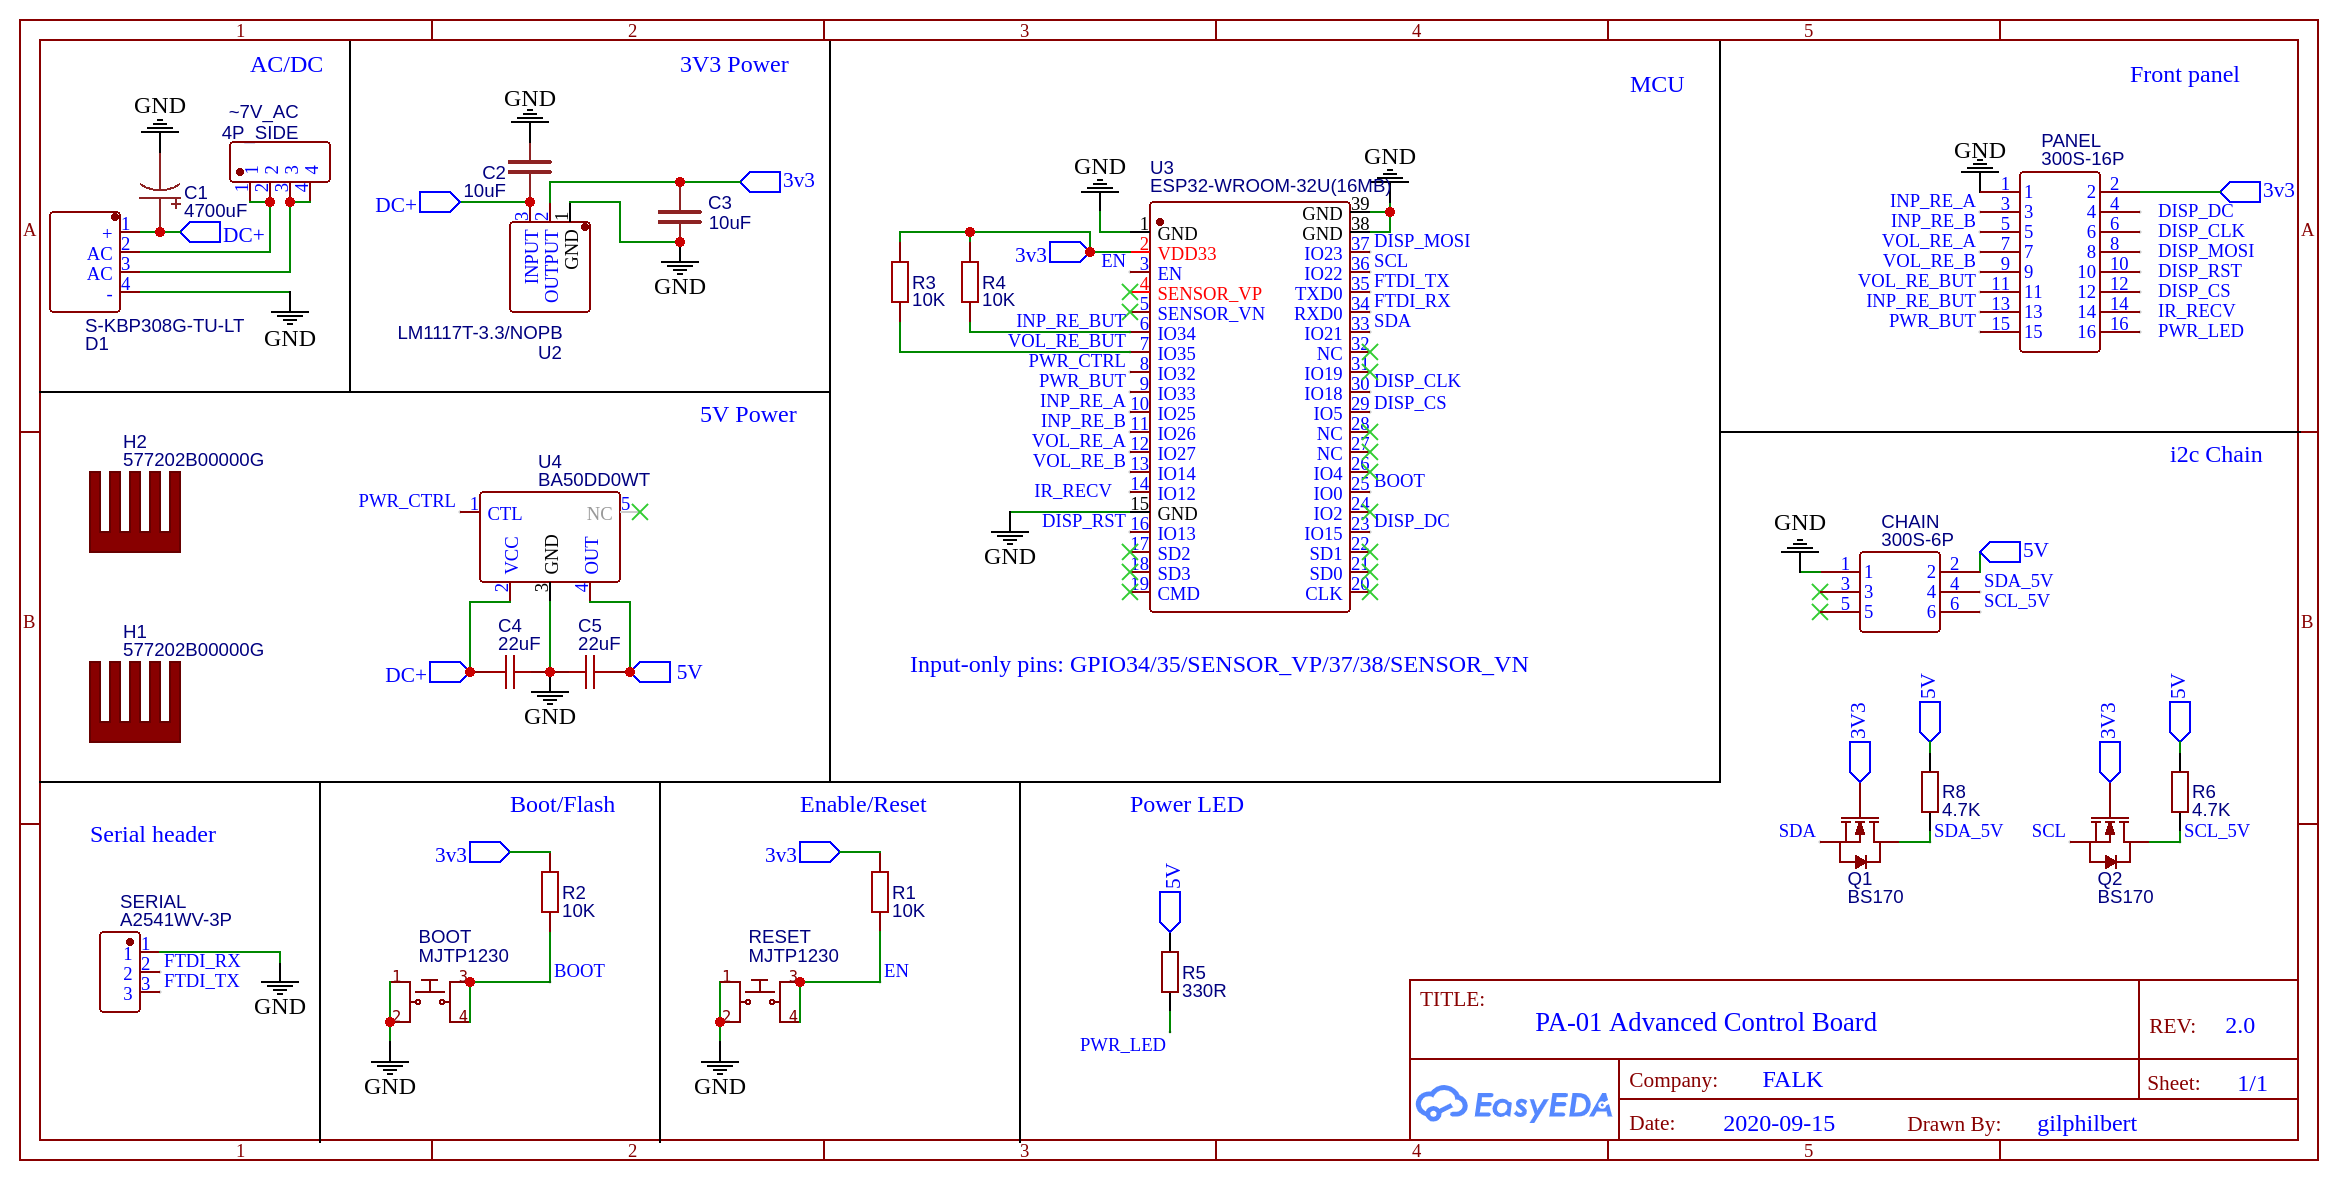 1
2
3
4
5
A
B
A
B
AC/DC
GND
~7V_AC
4P_SIDE
1
2
3
4
1
2
3
4
C1
4700uF
DC+
+
AC
AC
-
1
2
3
4
S-KBP308G-TU-LT
D1
GND
3V3 Power
GND
C2
10uF
DC+
3v3
C3
10uF
3
2
1
INPUT
OUTPUT
GND
GND
LM1117T-3.3/NOPB
U2
5V Power
H2
577202B00000G
H1
577202B00000G
U4
BA50DD0WT
PWR_CTRL
1
CTL
NC
5
VCC
GND
OUT
2
3
4
C4
22uF
C5
22uF
DC+
5V
GND
MCU
GND
GND
U3
ESP32-WROOM-32U(16MB)
3v3
R3
10K
R4
10K
1 GND
2 VDD33
EN 3 EN
4 SENSOR_VP
5 SENSOR_VN
INP_RE_BUT 6 IO34
VOL_RE_BUT 7 IO35
PWR_CTRL 8 IO32
PWR_BUT 9 IO33
INP_RE_A 10 IO25
INP_RE_B 11 IO26
VOL_RE_A 12 IO27
VOL_RE_B 13 IO14
IR_RECV 14 IO12
15 GND
DISP_RST 16 IO13
17 SD2
18 SD3
19 CMD
GND
GND 39
GND 38
IO23 37 DISP_MOSI
IO22 36 SCL
TXD0 35 FTDI_TX
RXD0 34 FTDI_RX
IO21 33 SDA
NC 32
IO19 31
IO18 30 DISP_CLK
IO5 29 DISP_CS
NC 28
NC 27
IO4 26
IO0 25 BOOT
IO2 24
IO15 23 DISP_DC
SD1 22
SD0 21
CLK 20
Input-only pins: GPIO34/35/SENSOR_VP/37/38/SENSOR_VN
Front panel
GND
PANEL
300S-16P
3v3
1 1 2 2
INP_RE_A 3 3 4 4 DISP_DC
INP_RE_B 5 5 6 6 DISP_CLK
VOL_RE_A 7 7 8 8 DISP_MOSI
VOL_RE_B 9 9 10 10 DISP_RST
VOL_RE_BUT 11 11 12 12 DISP_CS
INP_RE_BUT 13 13 14 14 IR_RECV
PWR_BUT 15 15 16 16 PWR_LED
i2c Chain
GND
CHAIN
300S-6P
5V
1 1 2 2
3 3 4 4 SDA_5V
5 5 6 6 SCL_5V
3V3
5V
R8
4.7K
SDA
SDA_5V
Q1
BS170
3V3
5V
R6
4.7K
SCL
SCL_5V
Q2
BS170
Serial header
SERIAL
A2541WV-3P
1 1
2 2 FTDI_RX
3 3 FTDI_TX
GND
Boot/Flash
3v3
R2
10K
BOOT
MJTP1230
1
2
3
4
BOOT
GND
Enable/Reset
3v3
R1
10K
RESET
MJTP1230
1
2
3
4
EN
GND
Power LED
5V
R5
330R
PWR_LED
TITLE:
PA-01 Advanced Control Board
REV: 2.0
EasyEDA
Company: FALK
Sheet: 1/1
Date: 2020-09-15
Drawn By: gilphilbert
1
2
3
4
5